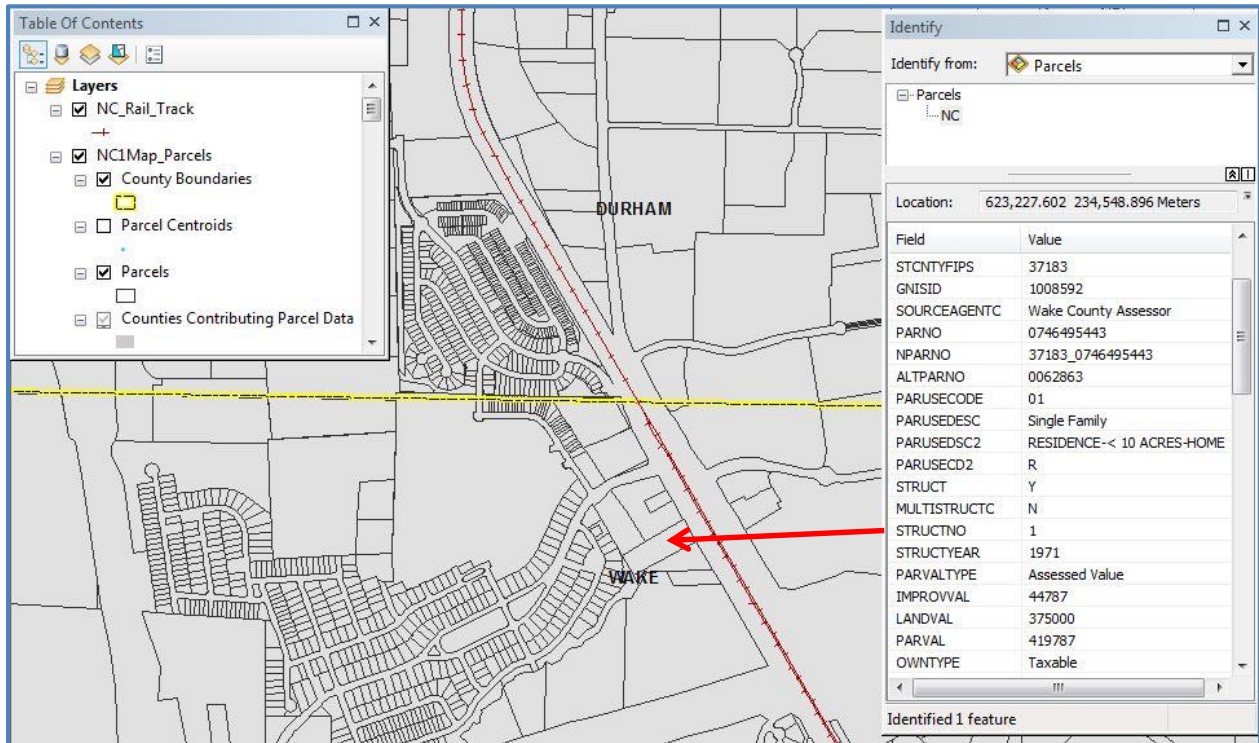 Table Of Contents
Layers
NC_Rail_Track
NC1Map_Parcels
County Boundaries
Parcel Centroids
Parcels
Counties Contributing Parcel Data
DURHAM
WAKE
Identify
Identify from: Parcels
Parcels
NC
Location: 623,227.602 234,548.896 Meters
Field Value
STCNTYFIPS 37183
GNISID 1008592
SOURCEAGENTC Wake County Assessor
PARNO 0746495443
NPARNO 37183_0746495443
ALTPARNO 0062863
PARUSECODE 01
PARUSEDESC Single Family
PARUSEDSC2 RESIDENCE-< 10 ACRES-HOME
PARUSECD2 R
STRUCT Y
MULTISTRUCTC N
STRUCTNO 1
STRUCTYEAR 1971
PARVALTYPE Assessed Value
IMPROVVAL 44787
LANDVAL 375000
PARVAL 419787
OWNTYPE Taxable
Identified 1 feature